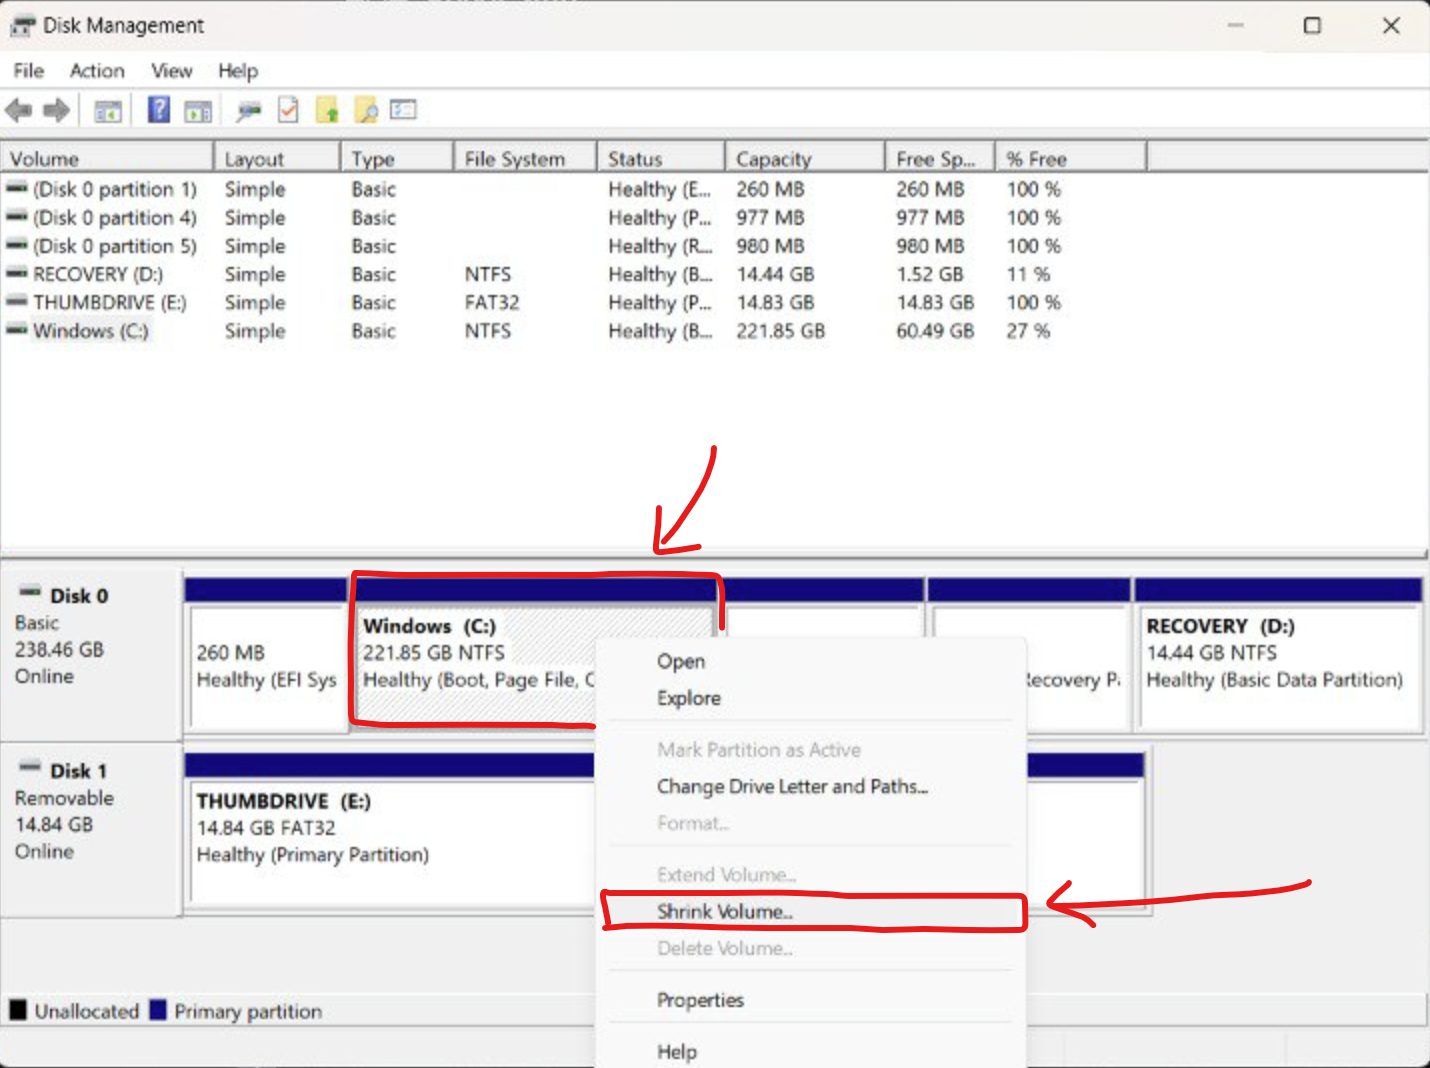 Disk Management
File Action View Help
Volume Layout Type File System Status Capacity Free Sp... % Free
(Disk 0 partition 1) Simple Basic Healthy (E... 260 MB 260 MB 100 %
(Disk 0 partition 4) Simple Basic Healthy (P... 977 MB 977 MB 100 %
(Disk 0 partition 5) Simple Basic Healthy (R... 980 MB 980 MB 100 %
RECOVERY (D:) Simple Basic NTFS Healthy (B... 14.44 GB 1.52 GB 11 %
THUMBDRIVE (E:) Simple Basic FAT32 Healthy (P... 14.83 GB 14.83 GB 100 %
Windows (C:) Simple Basic NTFS Healthy (B... 221.85 GB 60.49 GB 27 %
Disk 0
Basic
238.46 GB
Online
260 MB
Healthy (EFI Sys
Windows (C:)
221.85 GB NTFS
Healthy (Boot, Page File, C
Recovery P.
RECOVERY (D:)
14.44 GB NTFS
Healthy (Basic Data Partition)
Disk 1
Removable
14.84 GB
Online
THUMBDRIVE (E:)
14.84 GB FAT32
Healthy (Primary Partition)
Open
Explore
Mark Partition as Active
Change Drive Letter and Paths...
Format...
Extend Volume...
Shrink Volume...
Delete Volume...
Properties
Help
Unallocated Primary partition